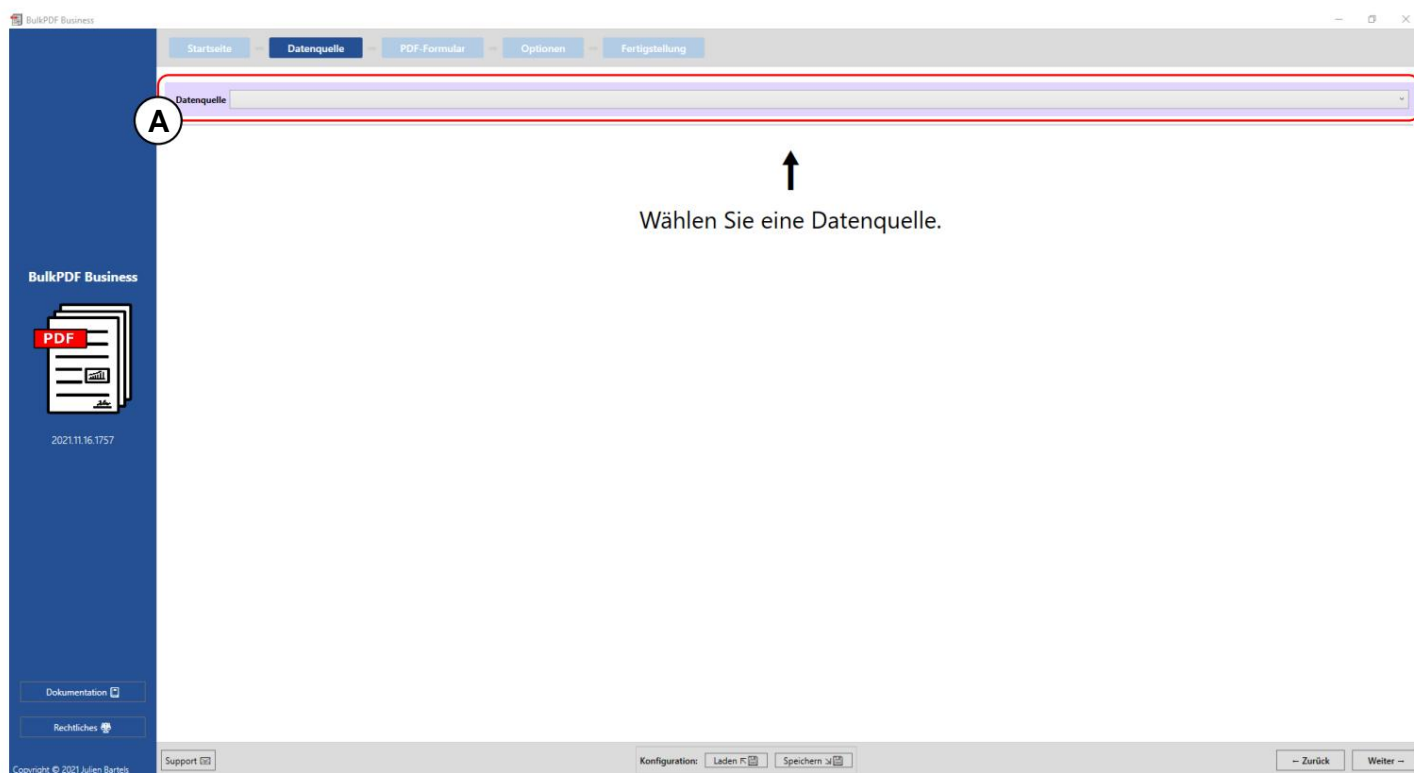 BulkPDF Business
Startseite
Datenquelle
PDF-Formular
Optionen
Fertigstellung
Datenquelle
A
Wählen Sie eine Datenquelle.
BulkPDF Business
PDF
2021.11.16.1757
Dokumentation
Rechtliches
Copyright © 2021 Julien Bartels
Support
Konfiguration: Laden Speichern
Zurück Weiter